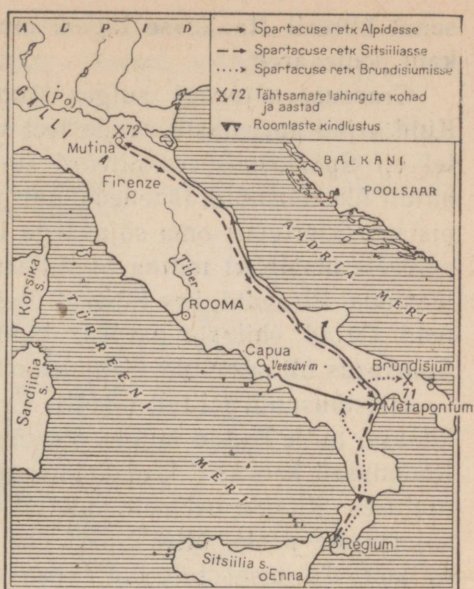 A L P I D
Spartacuse retk Alpidesse
Spartacuse retk Sitsiiliasse
Spartacuse retk Brundisiumisse
X 72 Tähtsamate lahingute kohad
ja aastad
Roomlaste kindlustus
(Po)
GALLIA
X 72
Mutina
Firenze
BALKANI
POOLSAAR
AADRIA MERI
Korsika s.
Tiber
ROOMA
TÜRREENI MERI
Capua
Veesuvi m
Brundisium
X
71
Metapontum
Sardiinia s.
Regium
Sitsiilia s.
Enna